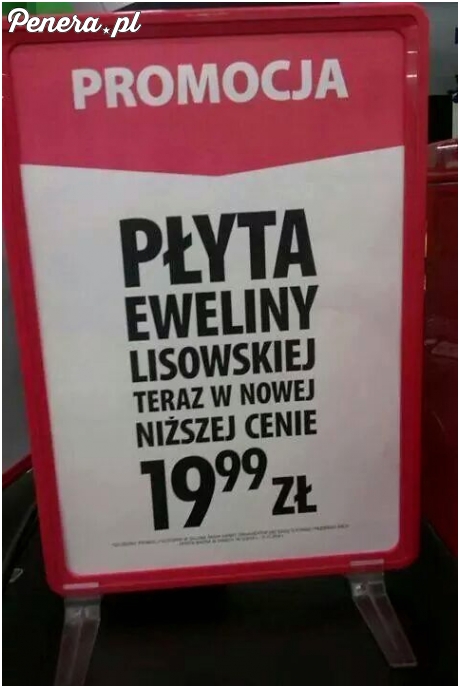 Penera.pl
PROMOCJA
PŁYTA
EWELINY
LISOWSKIEJ
TERAZ W NOWEJ
NIŻSZEJ CENIE
19⁹⁹ ZŁ